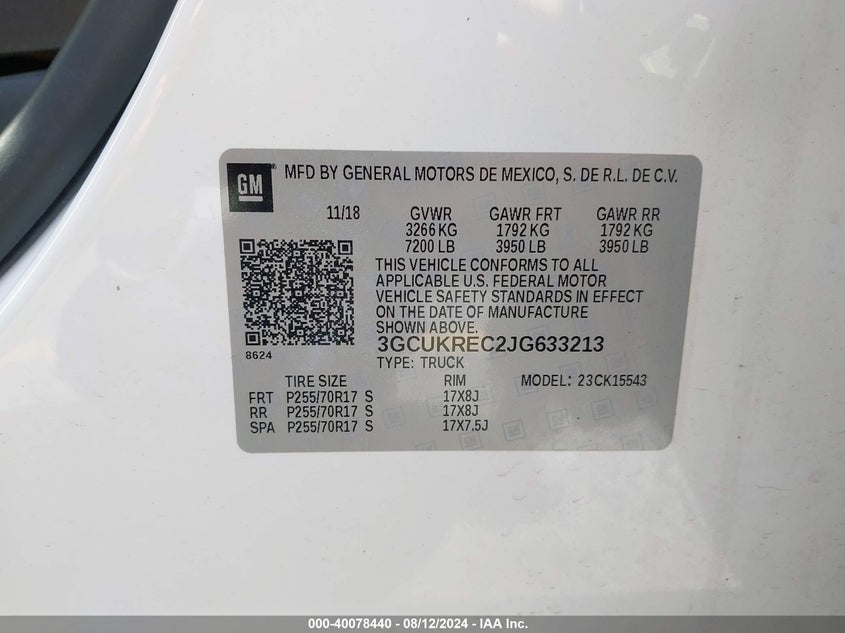 GM
MFD BY GENERAL MOTORS DE MEXICO, S. DE R.L. DE C.V.
11/18 GVWR GAWR FRT GAWR RR
3266 KG 1792 KG 1792 KG
7200 LB 3950 LB 3950 LB
THIS VEHICLE CONFORMS TO ALL
APPLICABLE U.S. FEDERAL MOTOR
VEHICLE SAFETY STANDARDS IN EFFECT
ON THE DATE OF MANUFACTURE
SHOWN ABOVE.
8624
3GCUKREC2JG633213
TYPE: TRUCK
TIRE SIZE RIM MODEL: 23CK15543
FRT P255/70R17 S 17X8J
RR P255/70R17 S 17X8J
SPA P255/70R17 S 17X7.5J
000-40078440 - 08/12/2024 - IAA Inc.